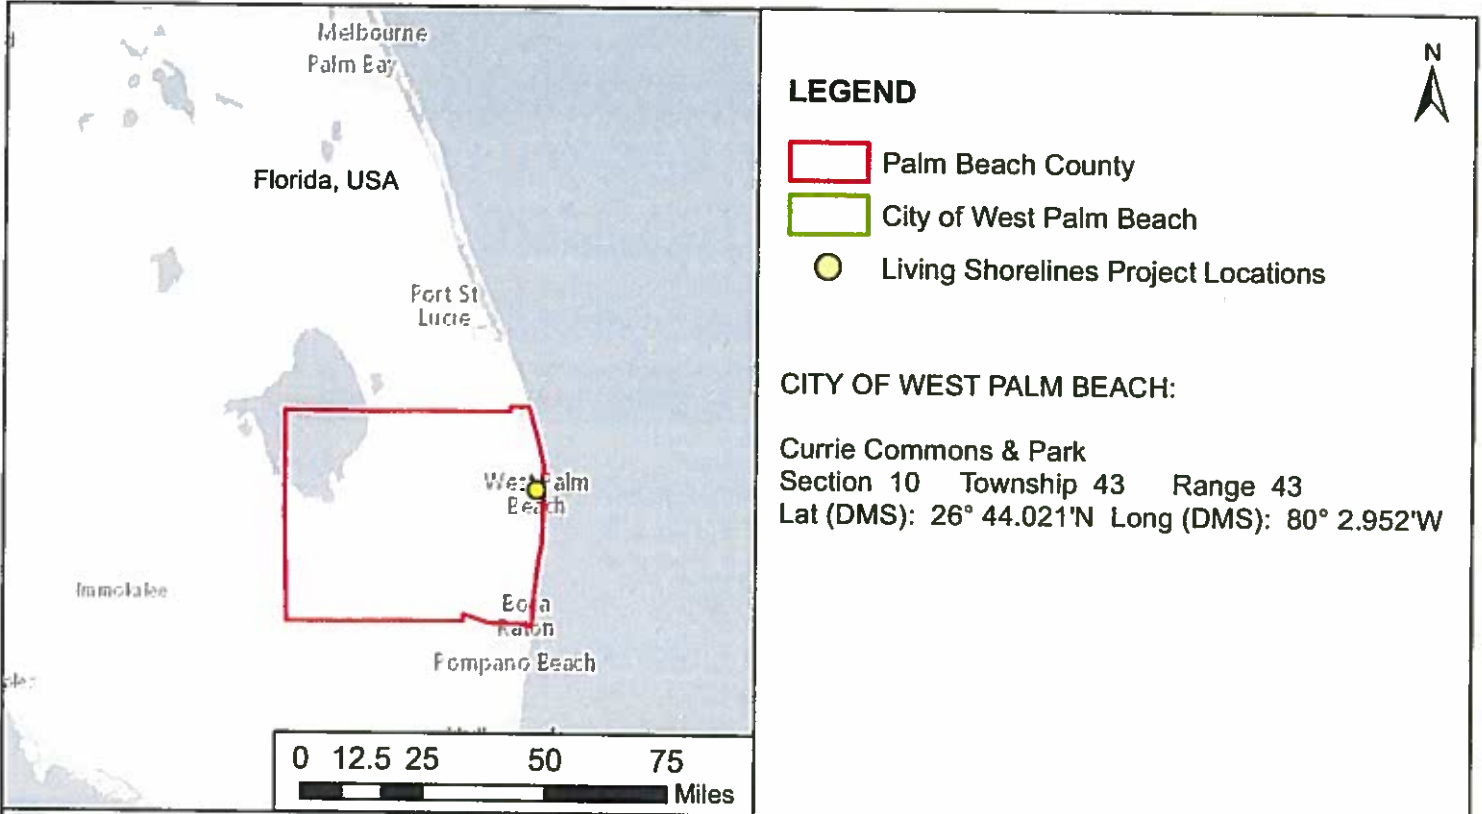 Melbourne
Palm Bay
Florida, USA
Port St
Lucie
West Palm
Beach
Immokalee
Boca
Raton
Pompano Beach
0 12.5 25 50 75
Miles
N
LEGEND
Palm Beach County
City of West Palm Beach
Living Shorelines Project Locations
CITY OF WEST PALM BEACH:
Currie Commons & Park
Section 10 Township 43 Range 43
Lat (DMS): 26° 44.021'N Long (DMS): 80° 2.952'W